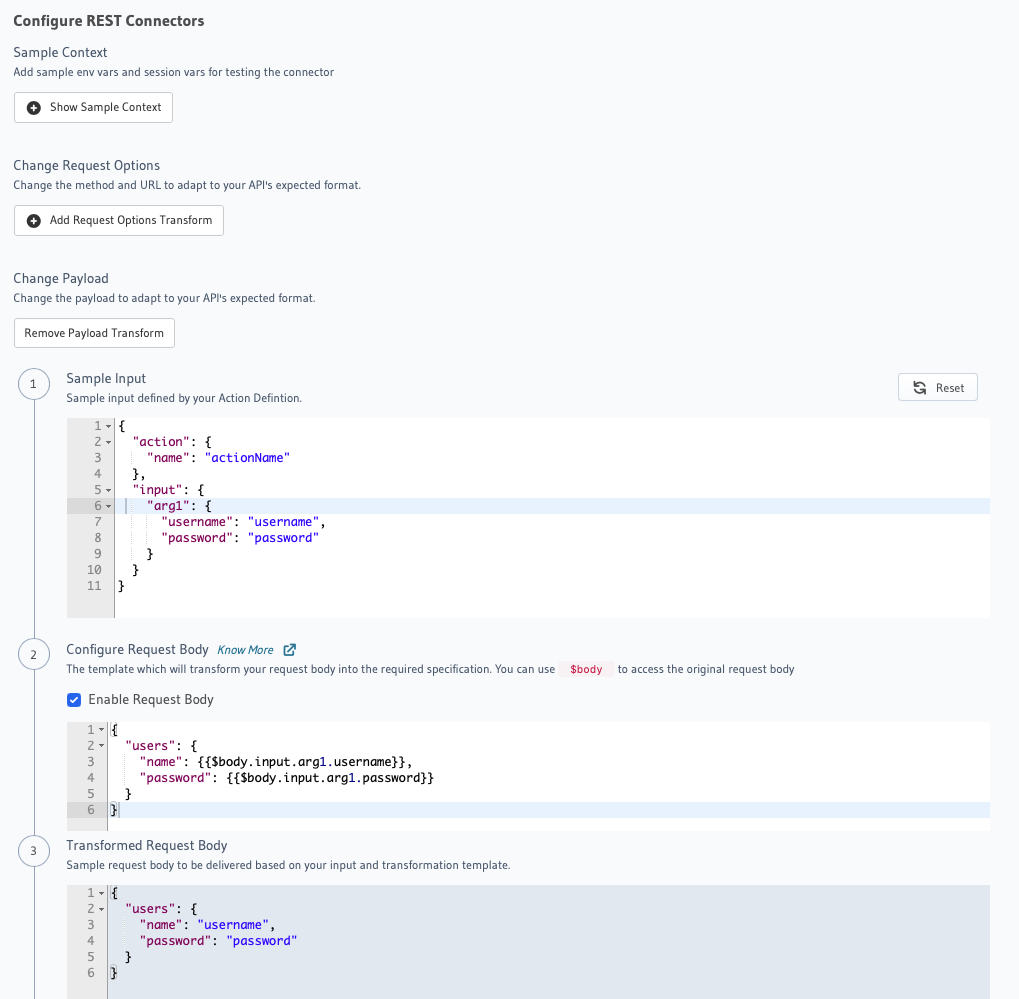 Configure REST Connectors
Sample Context
Add sample env vars and session vars for testing the connector
Show Sample Context
Change Request Options
Change the method and URL to adapt to your API's expected format.
Add Request Options Transform
Change Payload
Change the payload to adapt to your API's expected format.
Remove Payload Transform
1 Sample Input
Sample input defined by your Action Defintion.
Reset
1 {
2 "action": {
3 "name": "actionName"
4 },
5 "input": {
6 "arg1": {
7 "username": "username",
8 "password": "password"
9 }
10 }
11 }
2 Configure Request Body Know More
The template which will transform your request body into the required specification. You can use $body to access the original request body
Enable Request Body
1 {
2 "users": {
3 "name": {{$body.input.arg1.username}},
4 "password": {{$body.input.arg1.password}}
5 }
6 }
3 Transformed Request Body
Sample request body to be delivered based on your input and transformation template.
1 {
2 "users": {
3 "name": "username",
4 "password": "password"
5 }
6 }